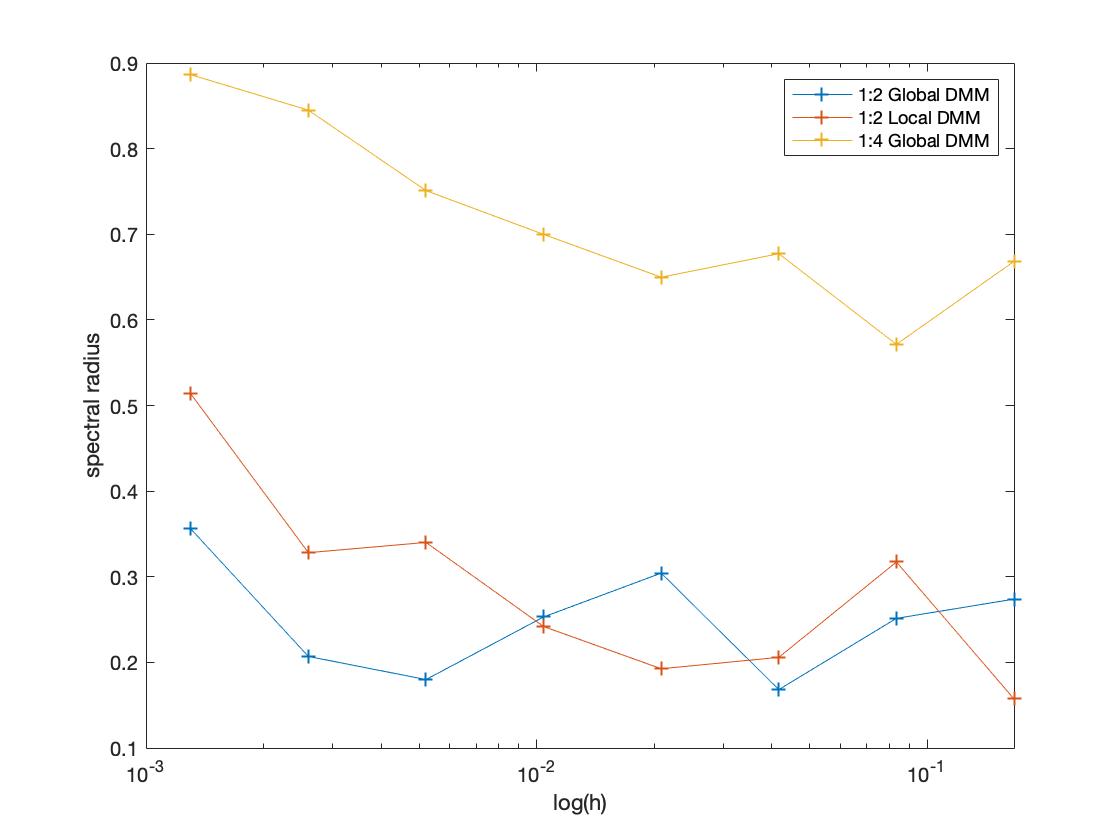 0.9
0.8
0.7
0.6
0.5
0.4
0.3
0.2
0.1
spectral radius
1:2 Global DMM
1:2 Local DMM
1:4 Global DMM
10⁻³ 10⁻² 10⁻¹
log(h)